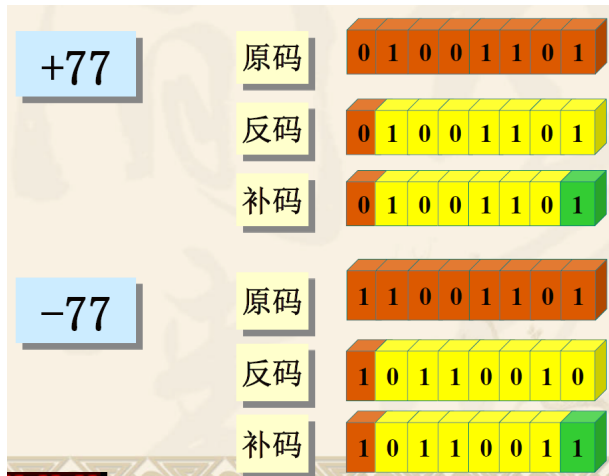 +77
原码 0 1 0 0 1 1 0 1
反码 0 1 0 0 1 1 0 1
补码 0 1 0 0 1 1 0 1
-77
原码 1 1 0 0 1 1 0 1
反码 1 0 1 1 0 0 1 0
补码 1 0 1 1 0 0 1 1